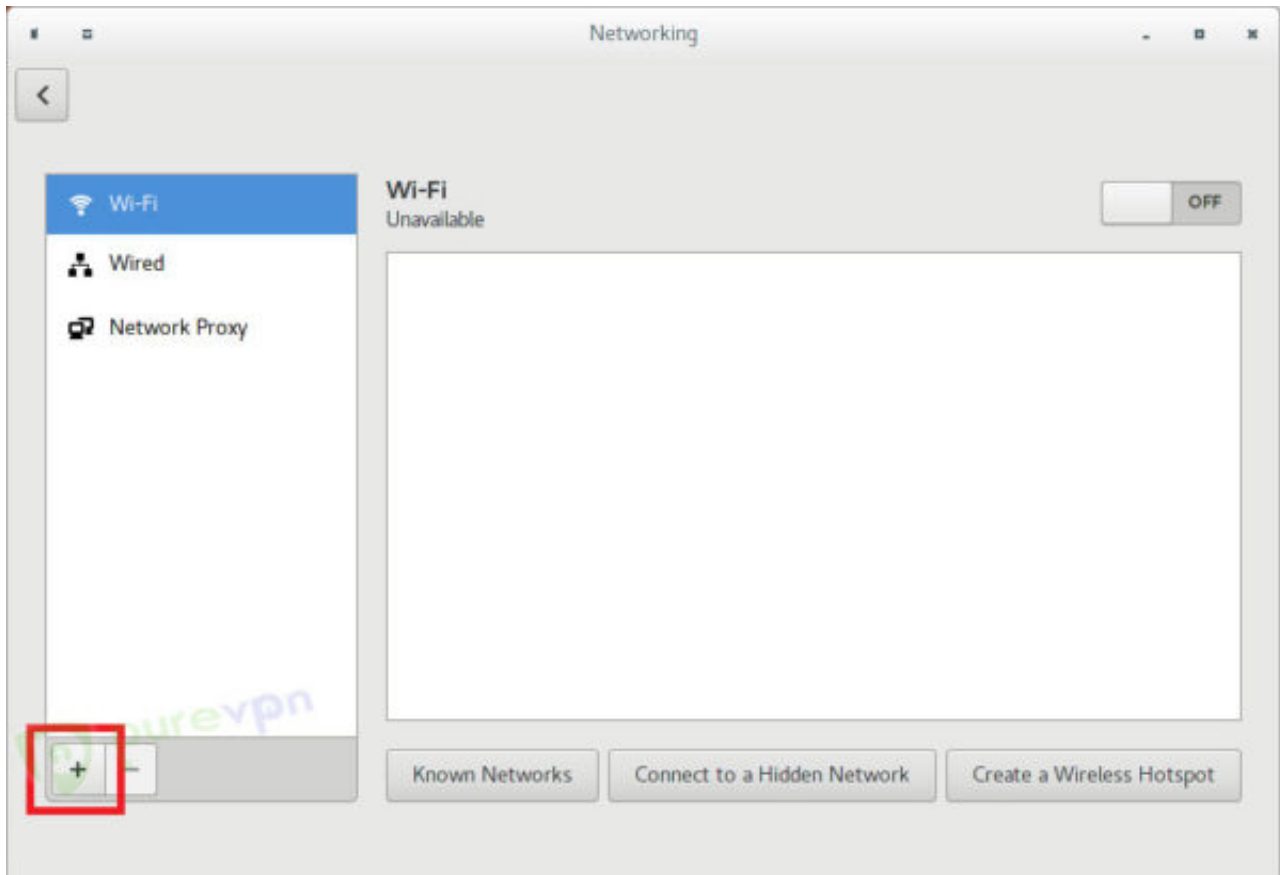 Networking
Wi-Fi
Wired
Network Proxy
Wi-Fi
Unavailable
OFF
purevpn
+ −
Known Networks
Connect to a Hidden Network
Create a Wireless Hotspot